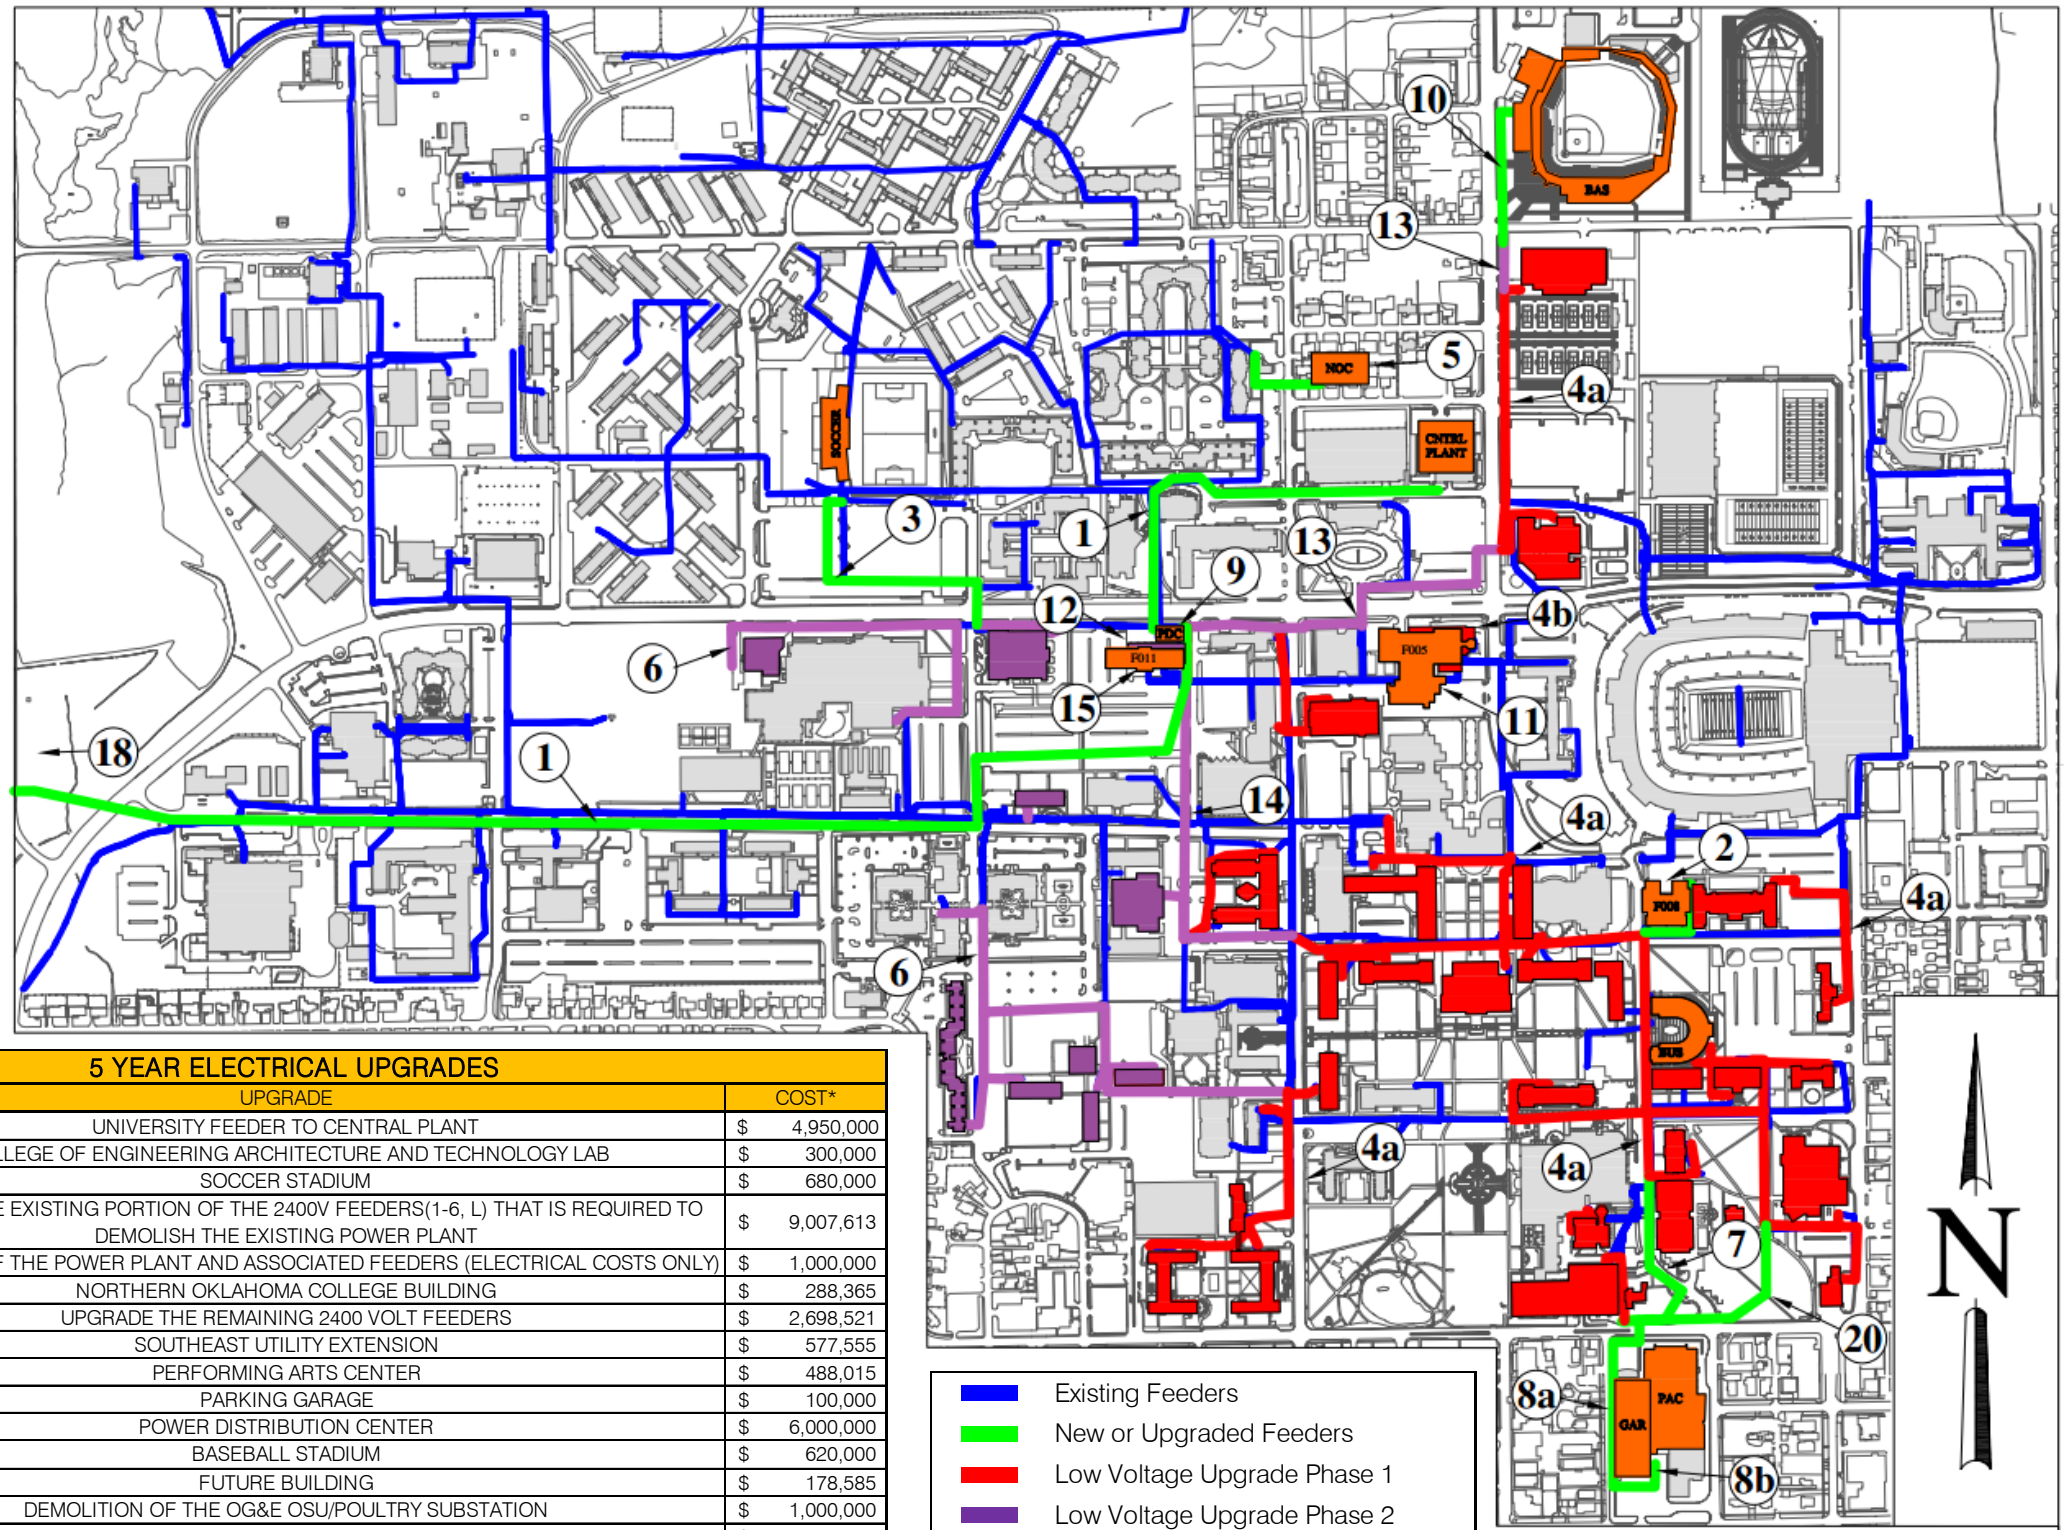 10
BAS
13
5
NOC
4a
SOCCER
CNTRL
PLANT
3
1
13
9
12
4b
PDC
F005
6
F011
15
11
18
1
14
4a
2
F008
4a
6
BUS
4a
4a
7
20
8a
PAC
GAR
8b
N
5 YEAR ELECTRICAL UPGRADES
UPGRADE COST*
UNIVERSITY FEEDER TO CENTRAL PLANT $ 4,950,000
LLEGE OF ENGINEERING ARCHITECTURE AND TECHNOLOGY LAB $ 300,000
SOCCER STADIUM $ 680,000
E EXISTING PORTION OF THE 2400V FEEDERS(1-6, L) THAT IS REQUIRED TO
DEMOLISH THE EXISTING POWER PLANT $ 9,007,613
F THE POWER PLANT AND ASSOCIATED FEEDERS (ELECTRICAL COSTS ONLY) $ 1,000,000
NORTHERN OKLAHOMA COLLEGE BUILDING $ 288,365
UPGRADE THE REMAINING 2400 VOLT FEEDERS $ 2,698,521
SOUTHEAST UTILITY EXTENSION $ 577,555
PERFORMING ARTS CENTER $ 488,015
PARKING GARAGE $ 100,000
POWER DISTRIBUTION CENTER $ 6,000,000
BASEBALL STADIUM $ 620,000
FUTURE BUILDING $ 178,585
DEMOLITION OF THE OG&E OSU/POULTRY SUBSTATION $ 1,000,000
Existing Feeders
New or Upgraded Feeders
Low Voltage Upgrade Phase 1
Low Voltage Upgrade Phase 2